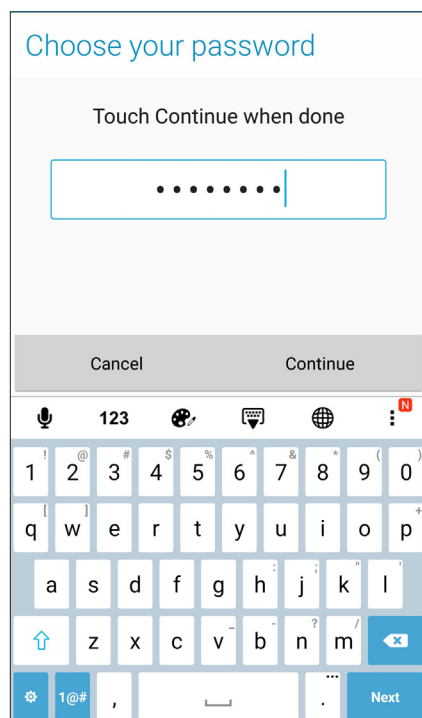 Choose your password
Touch Continue when done
••••••••
Cancel Continue
123 N
! @ # $ % ^ & * ( )
1 2 3 4 5 6 7 8 9 0
[ ] +
q w e r t y u i o p
: ; " '
a s d f g h j k l
_ - ? /
z x c v b n m
1@# , ... . Next